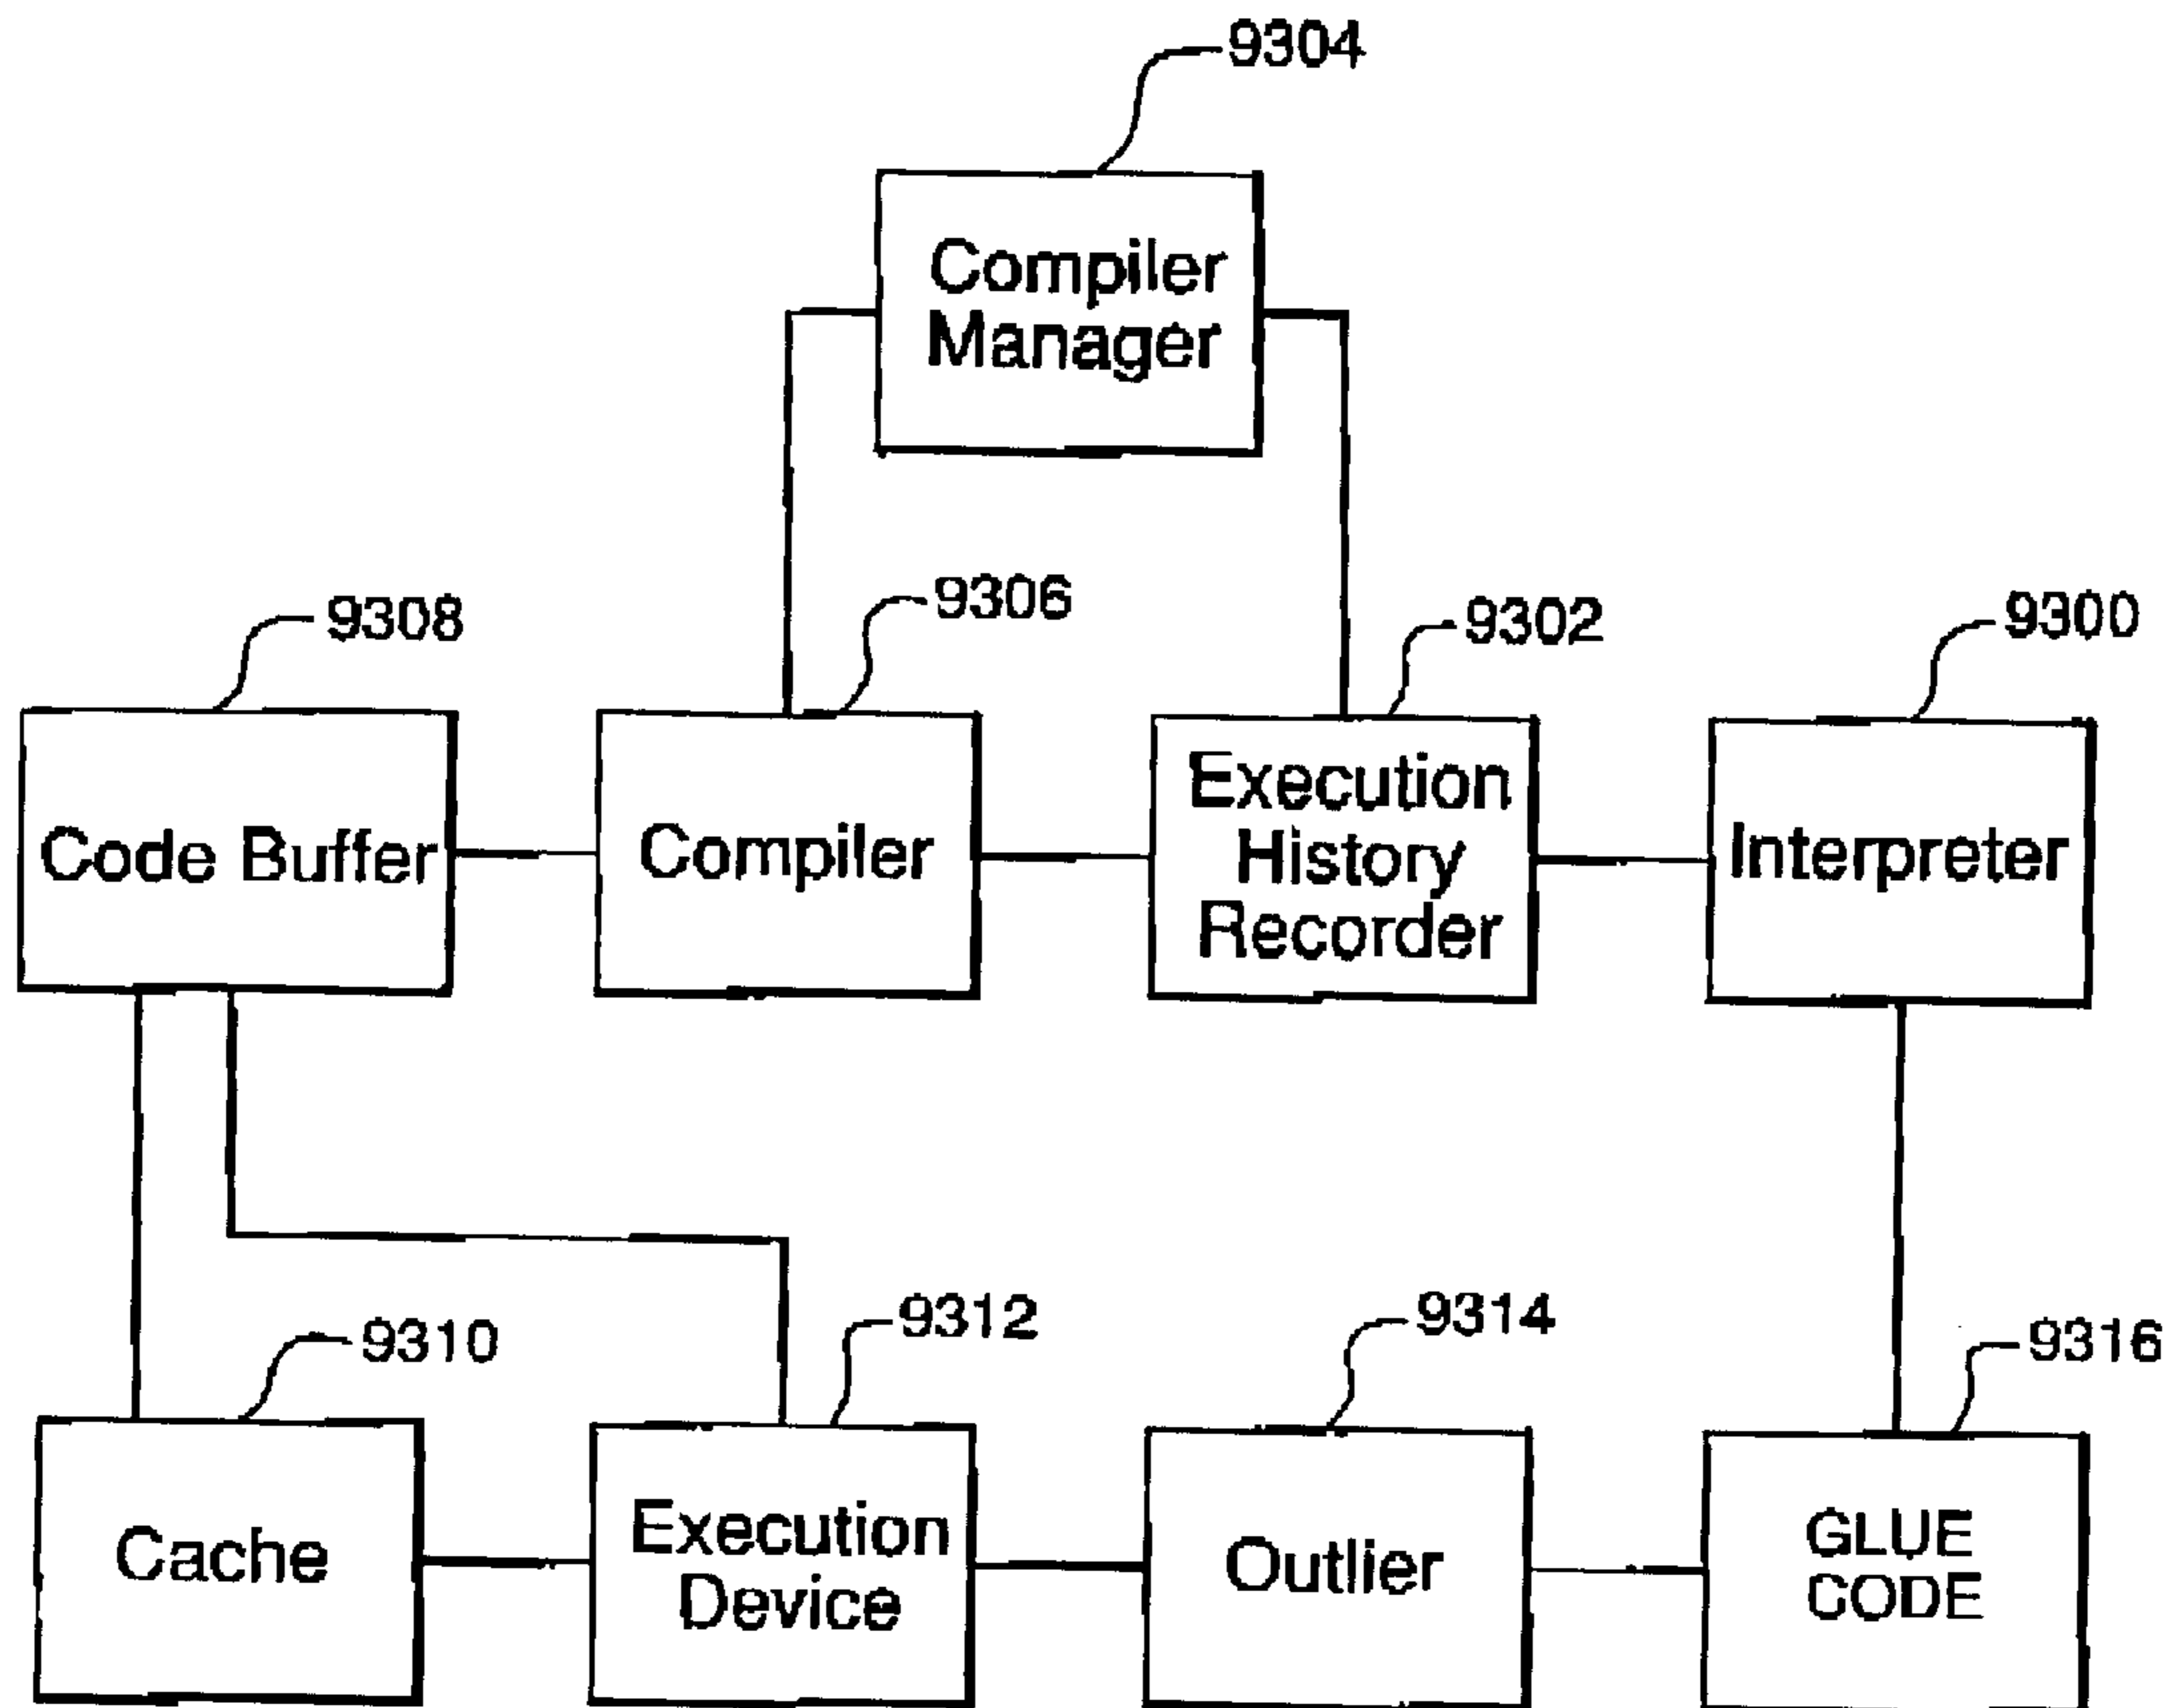 9304
Compiler
Manager
9308
9306
9302
9300
Code Buffer
Compiler
Execution
History
Recorder
Interpreter
9310
9312
9314
9316
Cache
Execution
Device
Outlier
GLUE
CODE